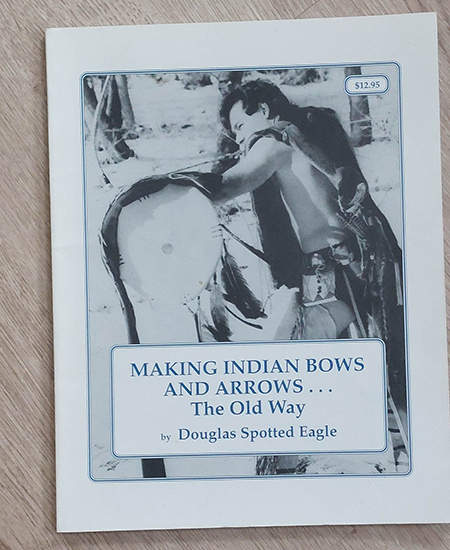 $12.95
MAKING INDIAN BOWS
AND ARROWS . . .
The Old Way
by Douglas Spotted Eagle